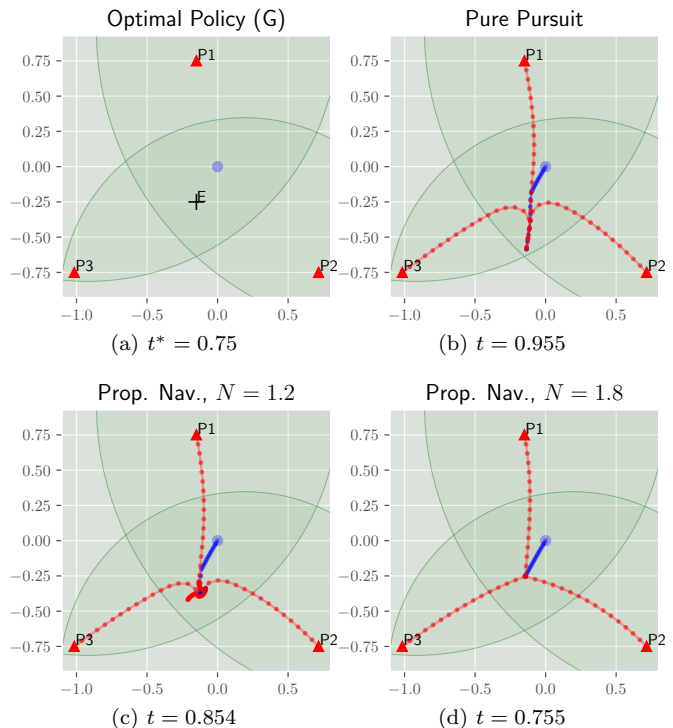 Optimal Policy (G)
Pure Pursuit
P1
P1
0.75
0.75
0.50
0.50
0.25
0.25
0.00
0.00
E
−0.25
−0.25
−0.50
−0.50
P3
P2
P3
P2
−0.75
−0.75
−1.0 −0.5 0.0 0.5
−1.0 −0.5 0.0 0.5
(a) t* = 0.75
(b) t = 0.955
Prop. Nav., N = 1.2
Prop. Nav., N = 1.8
P1
P1
0.75
0.75
0.50
0.50
0.25
0.25
0.00
0.00
−0.25
−0.25
−0.50
−0.50
P3
P2
P3
P2
−0.75
−0.75
−1.0 −0.5 0.0 0.5
−1.0 −0.5 0.0 0.5
(c) t = 0.854
(d) t = 0.755